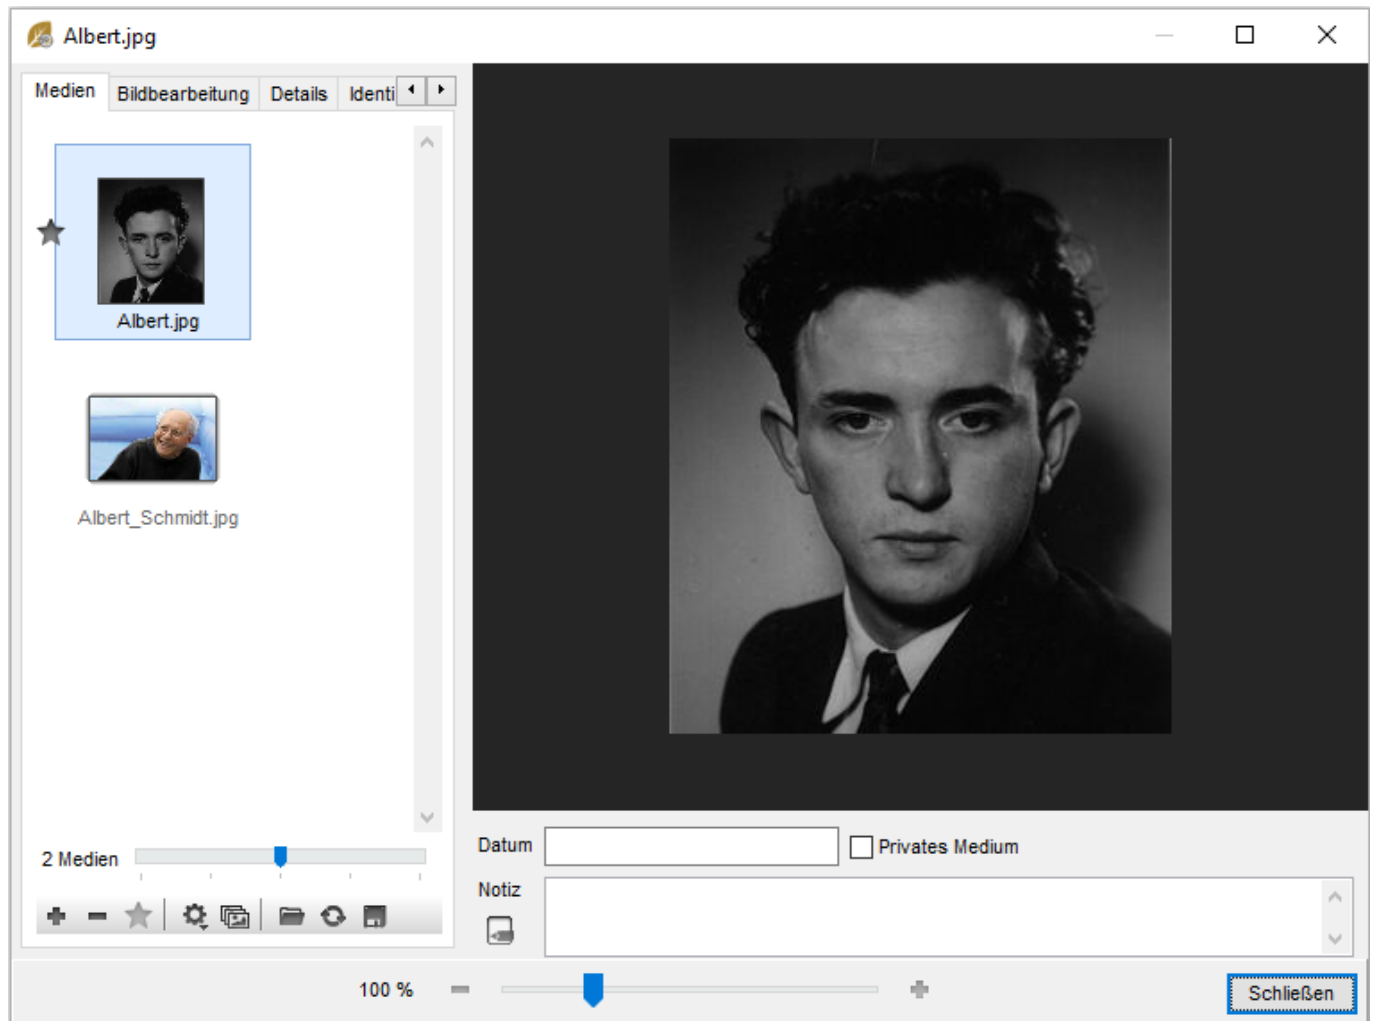 Albert.jpg
Medien Bildbearbeitung Details Identi
Albert.jpg
Albert_Schmidt.jpg
2 Medien
Datum
Privates Medium
Notiz
100 %
Schließen